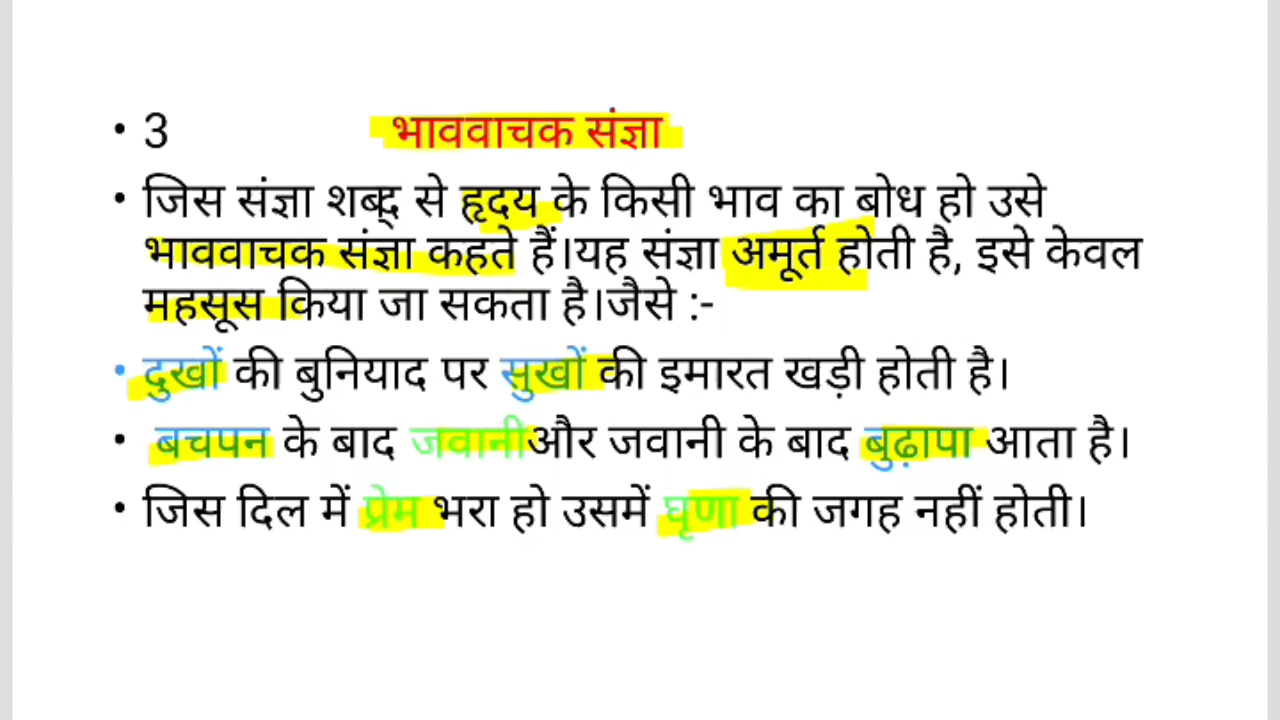 • 3 भाववाचक संज्ञा
• जिस संज्ञा शब्द् से हृदय के किसी भाव का बोध हो उसे
भाववाचक संज्ञा कहते हैं।यह संज्ञा अमूर्त होती है, इसे केवल
महसूस किया जा सकता है।जैसे :-
• दुखों की बुनियाद पर सुखों की इमारत खड़ी होती है।
• बचपन के बाद जवानीऔर जवानी के बाद बुढ़ापा आता है।
• जिस दिल में प्रेम भरा हो उसमें घृणा की जगह नहीं होती।